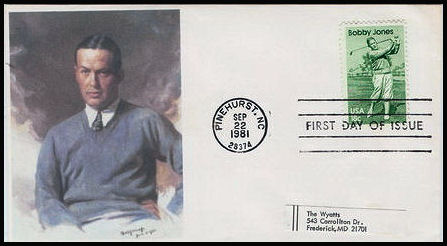 Bobby Jones
USA
18c
PINEHURST, NC
SEP
22
1981
28374
FIRST DAY OF ISSUE
The Wyatts
543 Carrollton Dr.
Frederick, MD 21701